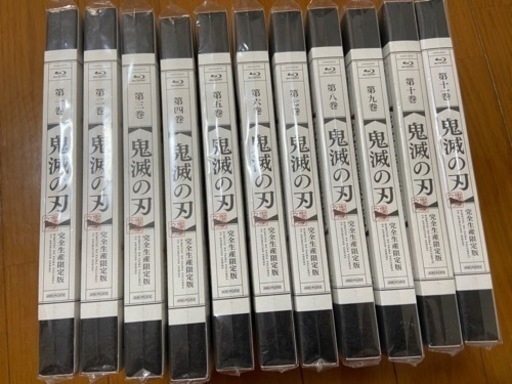 第一巻
鬼滅の刃
完全生産限定版
第二巻
鬼滅の刃
完全生産限定版
第三巻
鬼滅の刃
完全生産限定版
第四巻
鬼滅の刃
完全生産限定版
第五巻
鬼滅の刃
完全生産限定版
第六巻
鬼滅の刃
完全生産限定版
第七巻
鬼滅の刃
完全生産限定版
第八巻
鬼滅の刃
完全生産限定版
第九巻
鬼滅の刃
完全生産限定版
第十巻
鬼滅の刃
完全生産限定版
第十一巻
鬼滅の刃
完全生産限定版